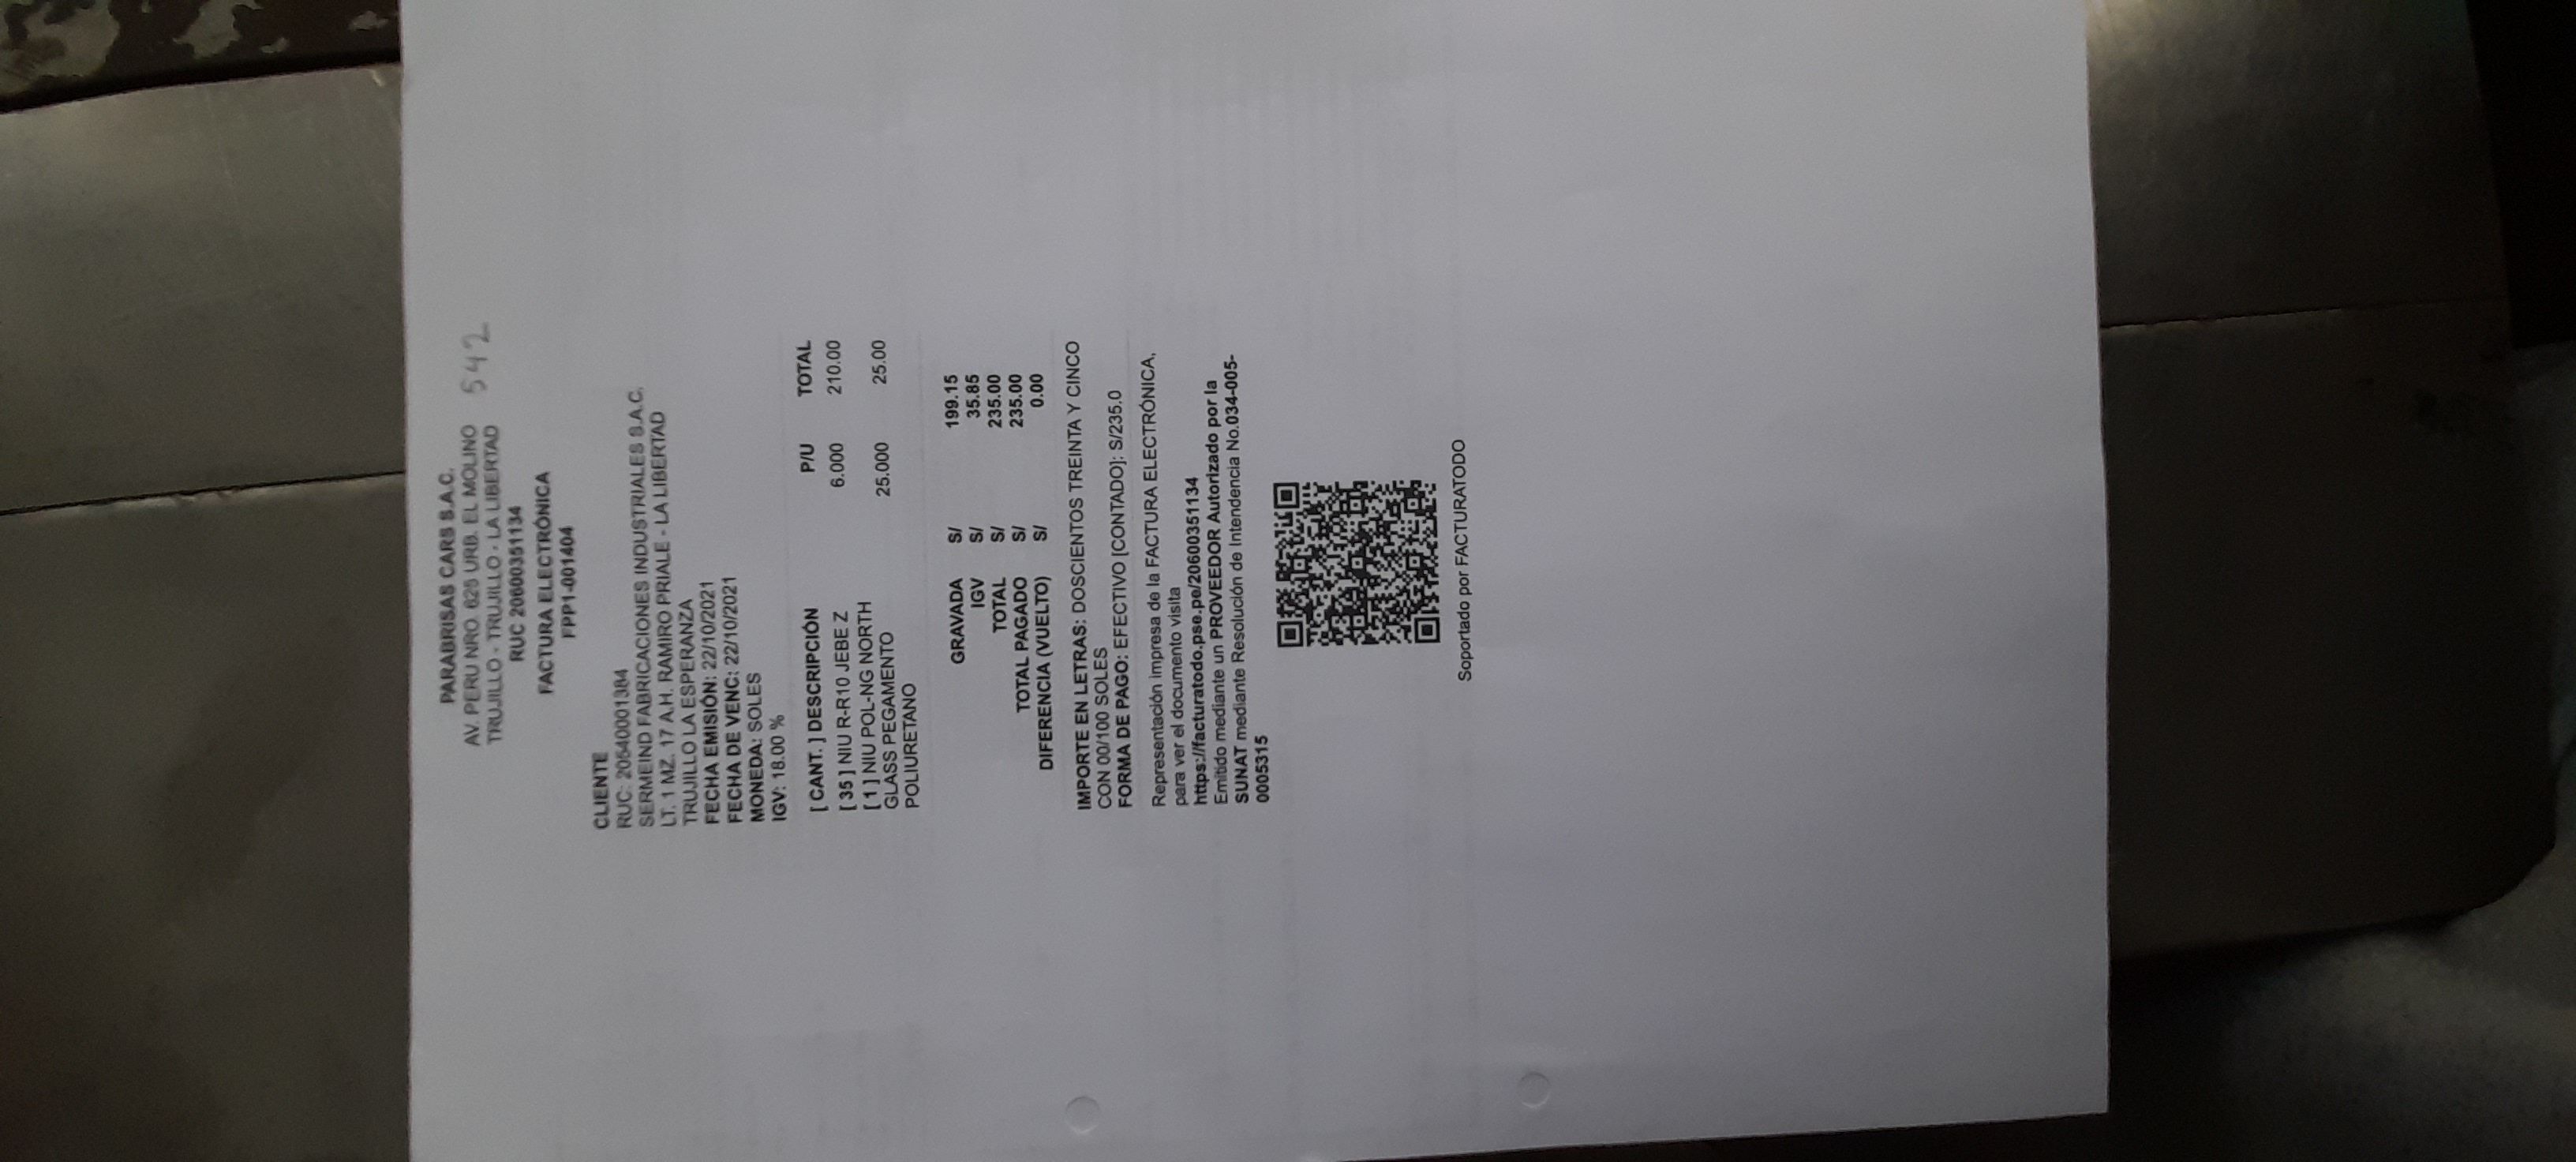 PARABRISAS CARS S.A.C.
AV. PERU NRO. 625 URB. EL MOLINO
TRUJILLO - TRUJILLO - LA LIBERTAD
542
RUC 20600351134
FACTURA ELECTRÓNICA
FPP1-001404
CLIENTE
RUC: 20540001384
SERMEIND FABRICACIONES INDUSTRIALES S.A.C.
LT. 1 MZ. 17 A.H. RAMIRO PRIALE - LA LIBERTAD
TRUJILLO LA ESPERANZA
FECHA EMISIÓN: 22/10/2021
FECHA DE VENC: 22/10/2021
MONEDA: SOLES
IGV: 18.00 %
[ CANT. ] DESCRIPCIÓN P/U TOTAL
[ 35 ] NIU R-R10 JEBE Z 6.000 210.00
[ 1 ] NIU POL-NG NORTH 25.000 25.00
GLASS PEGAMENTO
POLIURETANO
GRAVADA S/ 199.15
IGV S/ 35.85
TOTAL S/ 235.00
TOTAL PAGADO S/ 235.00
DIFERENCIA (VUELTO) S/ 0.00
IMPORTE EN LETRAS: DOSCIENTOS TREINTA Y CINCO
CON 00/100 SOLES
FORMA DE PAGO: EFECTIVO [CONTADO]: S/235.0
Representación impresa de la FACTURA ELECTRÓNICA,
para ver el documento visita
https://facturatodo.pse.pe/20600351134
Emitido mediante un PROVEEDOR Autorizado por la
SUNAT mediante Resolución de Intendencia No.034-005-
0005315
Soportado por FACTURATODO